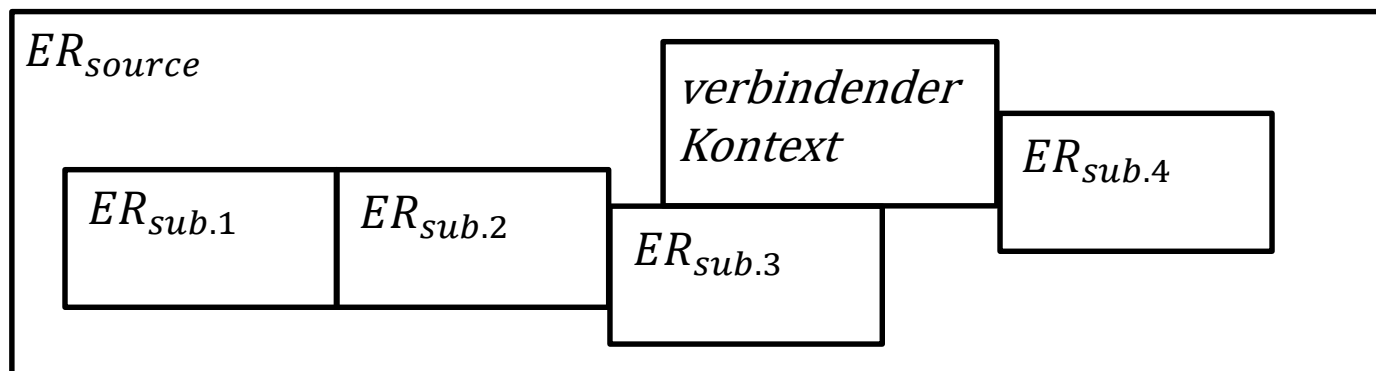 ER_source
verbindender
Kontext
ER_sub.4
ER_sub.1
ER_sub.2
ER_sub.3